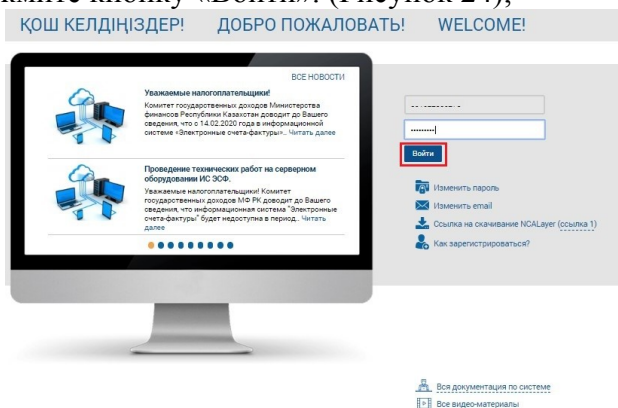 жмите кнопку «Войти». (Рисунок 24);
ҚОШ КЕЛДІҢІЗДЕР! ДОБРО ПОЖАЛОВАТЬ! WELCOME!
ВСЕ НОВОСТИ
Уважаемые налогоплательщики!
Комитет государственных доходов Министерства
финансов Республики Казахстан доводит до Вашего
сведения, что с 14.02.2020 года в информационной
системе «Электронные счета-фактуры».. Читать далее
Проведение технических работ на серверном
оборудовании ИС ЭСФ.
Уважаемые налогоплательщики! Комитет
государственных доходов МФ РК доводит до Вашего
сведения, что информационная система "Электронные
счета-фактуры" будет недоступна в период.. Читать
далее
Войти
Изменить пароль
Изменить email
Ссылка на скачивание NCALayer (ссылка 1)
Как зарегистрироваться?
Вся документация по системе
Все видео-материалы